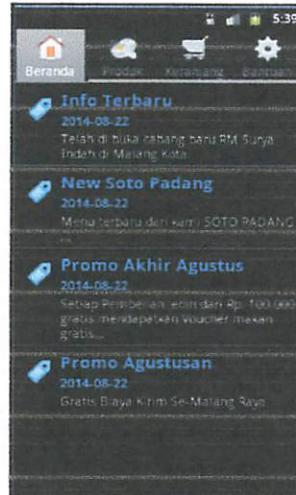 5:39
Beranda Produk Keranjang Bantuan
Info Terbaru
2014-08-22
Telah di buka cabang baru RM Surya
Indah di Malang Kota
New Soto Padang
2014-08-22
Menu terbaru dari kami SOTO PADANG
...
Promo Akhir Agustus
2014-08-22
Setiap Pembelian lebih dari Rp. 100.000
gratis mendapatkan Voucher makan
gratis...
Promo Agustusan
2014-08-22
Gratis Biaya Kirim Se-Malang Raya